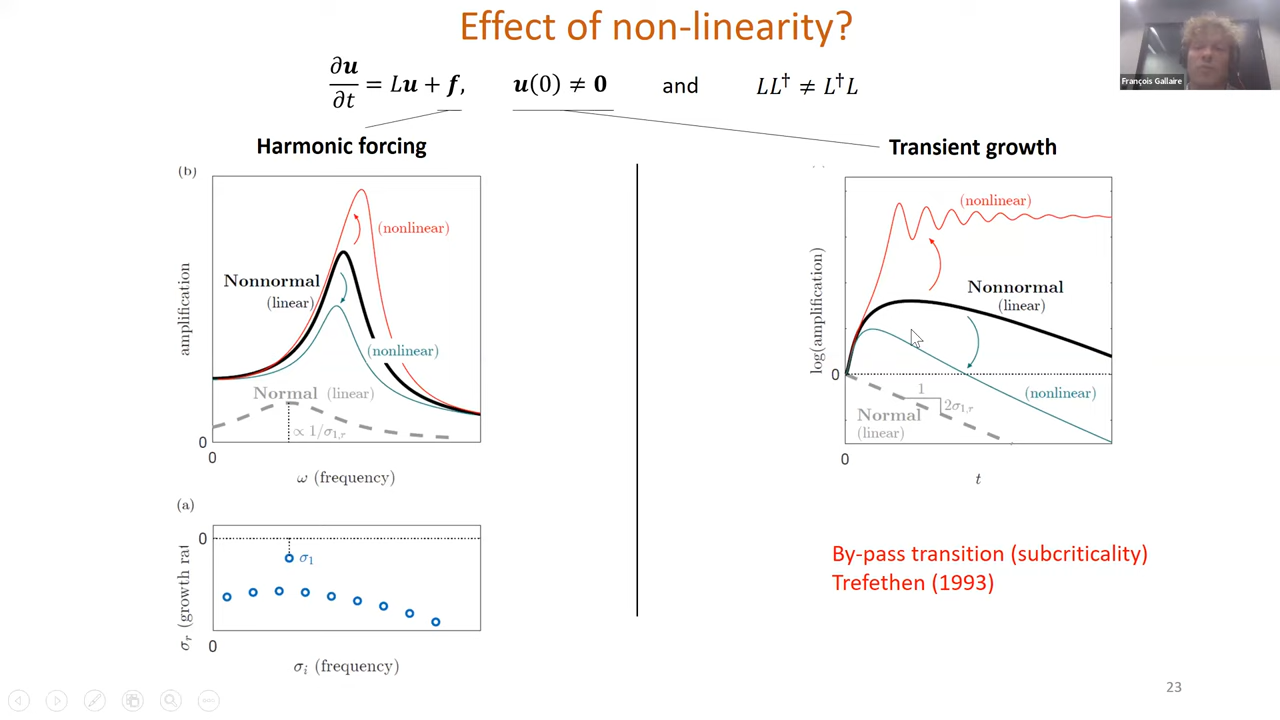 Effect of non-linearity?
∂u/∂t = Lu + f, u(0) ≠ 0 and LL† ≠ L†L
François Gallaire
Harmonic forcing
Transient growth
(b)
(nonlinear)
Nonnormal
(linear)
(nonlinear)
Normal (linear)
∝ 1/σ1,r
amplification
0
0
ω (frequency)
(a)
0
σ1
σr (growth rat
0
σi (frequency)
(nonlinear)
Nonnormal
(linear)
log(amplification)
0
1
2σ1,r
(nonlinear)
Normal
(linear)
0
t
By-pass transition (subcriticality)
Trefethen (1993)
23